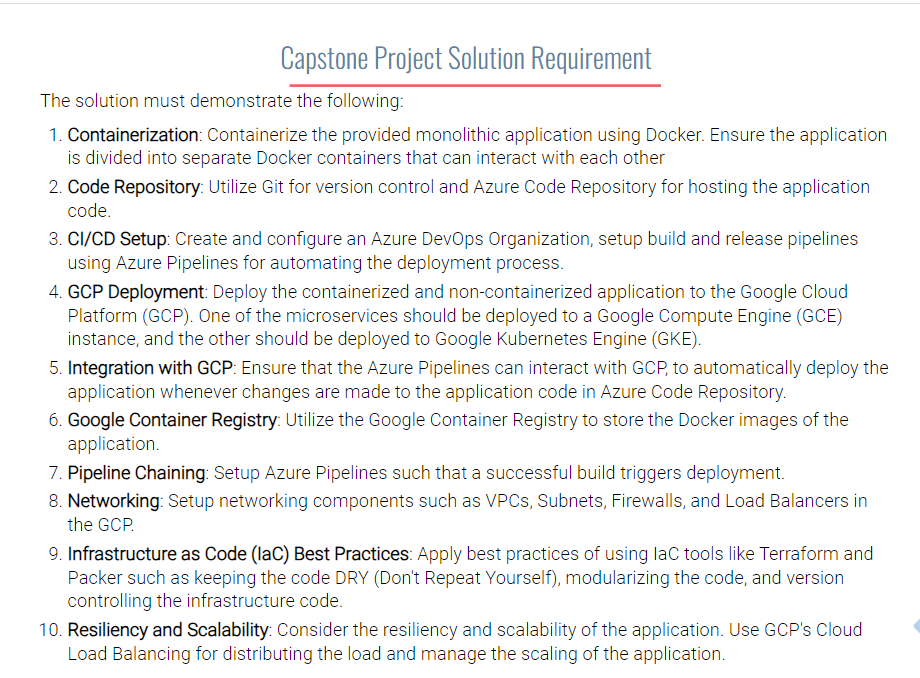 Capstone Project Solution Requirement
The solution must demonstrate the following:
1. Containerization: Containerize the provided monolithic application using Docker. Ensure the application
is divided into separate Docker containers that can interact with each other
2. Code Repository: Utilize Git for version control and Azure Code Repository for hosting the application
code.
3. CI/CD Setup: Create and configure an Azure DevOps Organization, setup build and release pipelines
using Azure Pipelines for automating the deployment process.
4. GCP Deployment: Deploy the containerized and non-containerized application to the Google Cloud
Platform (GCP). One of the microservices should be deployed to a Google Compute Engine (GCE)
instance, and the other should be deployed to Google Kubernetes Engine (GKE).
5. Integration with GCP: Ensure that the Azure Pipelines can interact with GCP, to automatically deploy the
application whenever changes are made to the application code in Azure Code Repository.
6. Google Container Registry: Utilize the Google Container Registry to store the Docker images of the
application.
7. Pipeline Chaining: Setup Azure Pipelines such that a successful build triggers deployment.
8. Networking: Setup networking components such as VPCs, Subnets, Firewalls, and Load Balancers in
the GCP.
9. Infrastructure as Code (IaC) Best Practices: Apply best practices of using IaC tools like Terraform and
Packer such as keeping the code DRY (Don't Repeat Yourself), modularizing the code, and version
controlling the infrastructure code.
10. Resiliency and Scalability: Consider the resiliency and scalability of the application. Use GCP's Cloud
Load Balancing for distributing the load and manage the scaling of the application.